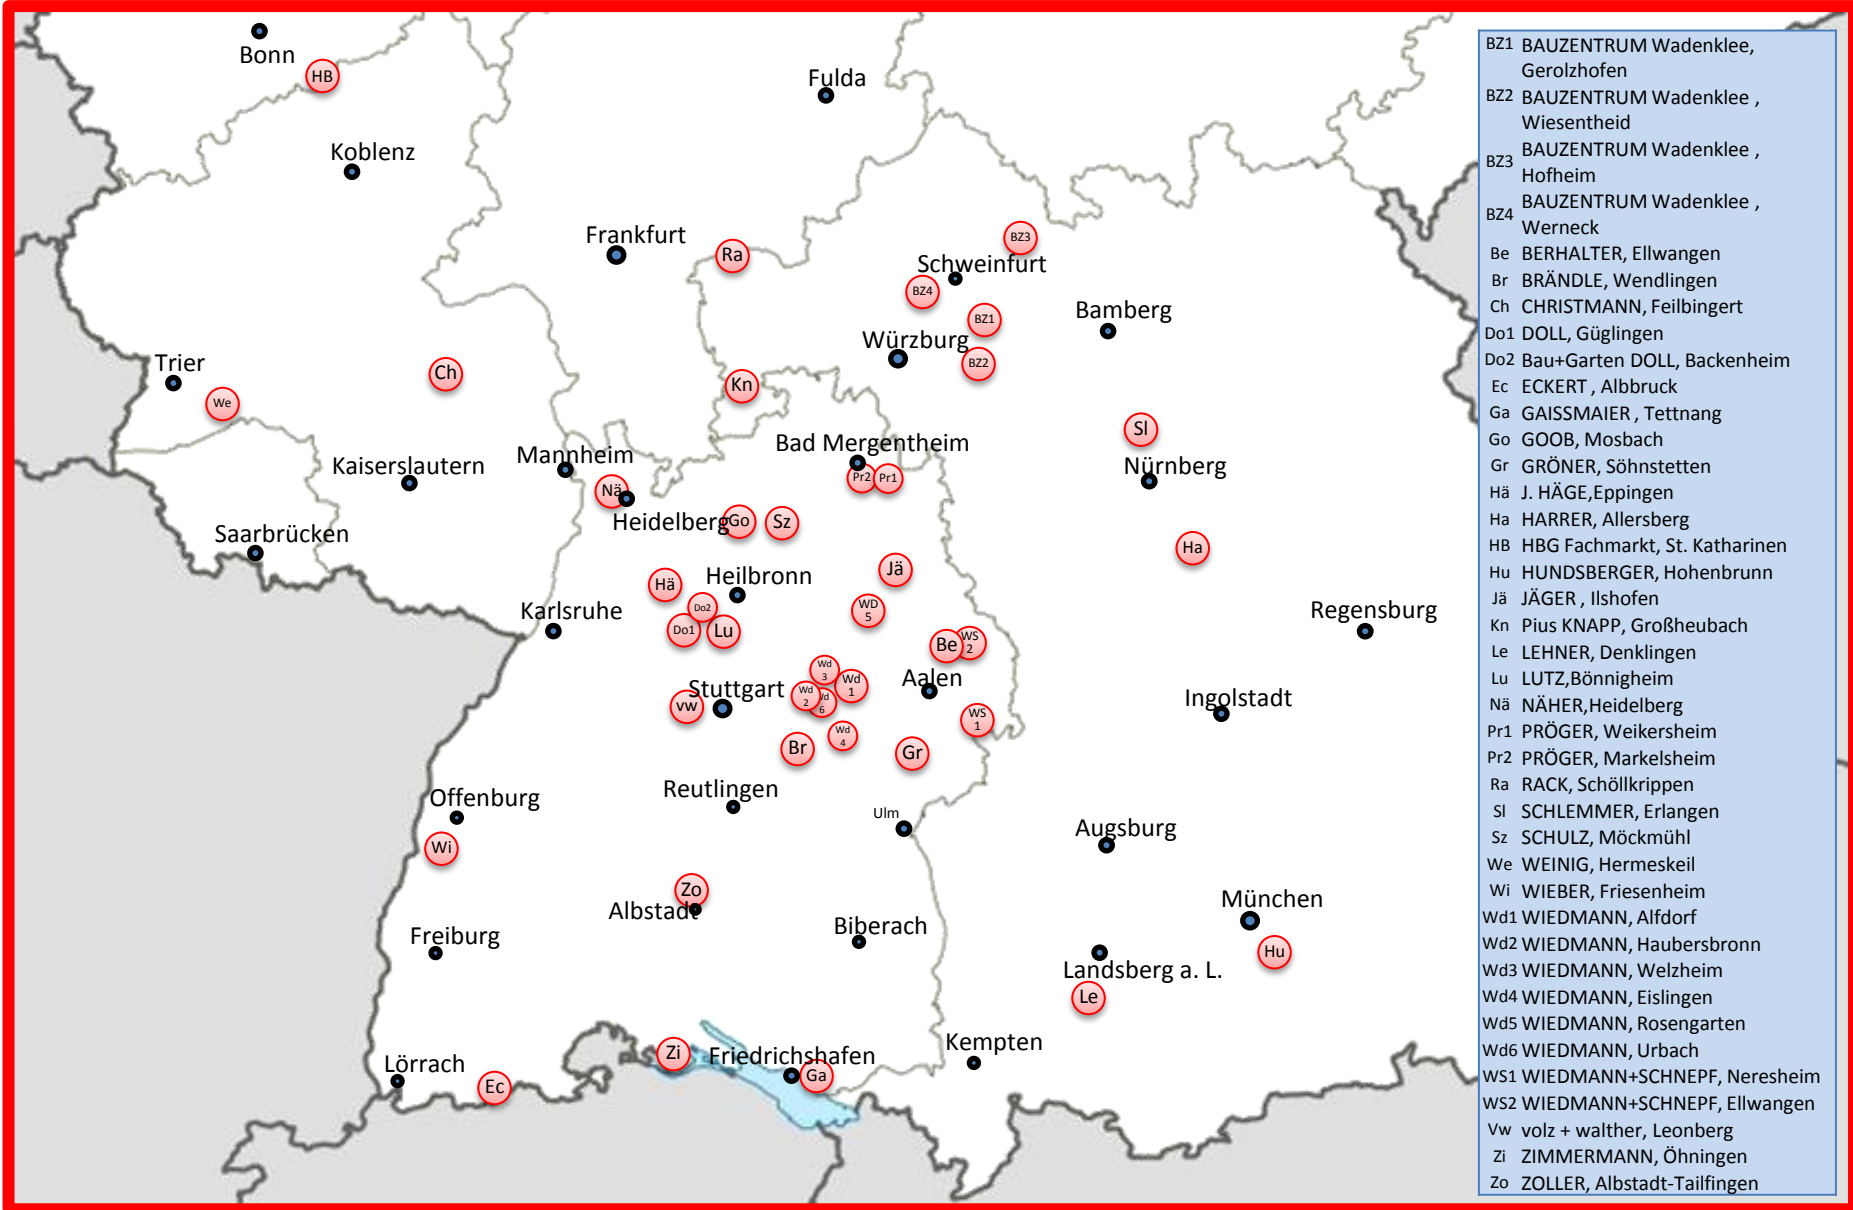 Bonn
HB
Fulda
Koblenz
Frankfurt
Ra
BZ3
Schweinfurt
BZ4
BZ1
Bamberg
Würzburg
BZ2
Trier
We
Ch
Kn
Sl
Nürnberg
Bad Mergentheim
Pr2
Pr1
Mannheim
Nä
Heidelberg
Go
Sz
Kaiserslautern
Saarbrücken
Ha
Jä
Hä
Heilbronn
Do2
WD
5
Karlsruhe
Do1
Lu
Regensburg
Be
WS
2
Aalen
Wd
3
Wd
1
Wd
2
Wd
6
Stuttgart
vw
WS
1
Ingolstadt
Br
Wd
4
Gr
Reutlingen
Offenburg
Ulm
Augsburg
Wi
Zo
Albstadt
Biberach
München
Freiburg
Hu
Landsberg a. L.
Le
Zi
Friedrichshafen
Ga
Kempten
Lörrach
Ec
BZ1 BAUZENTRUM Wadenklee,
Gerolzhofen
BZ2 BAUZENTRUM Wadenklee ,
Wiesentheid
BZ3 BAUZENTRUM Wadenklee ,
Hofheim
BZ4 BAUZENTRUM Wadenklee ,
Werneck
Be BERHALTER, Ellwangen
Br BRÄNDLE, Wendlingen
Ch CHRISTMANN, Feilbingert
Do1 DOLL, Güglingen
Do2 Bau+Garten DOLL, Backenheim
Ec ECKERT , Albbruck
Ga GAISSMAIER , Tettnang
Go GOOB, Mosbach
Gr GRÖNER, Söhnstetten
Hä J. HÄGE,Eppingen
Ha HARRER, Allersberg
HB HBG Fachmarkt, St. Katharinen
Hu HUNDSBERGER, Hohenbrunn
Jä JÄGER , Ilshofen
Kn Pius KNAPP, Großheubach
Le LEHNER, Denklingen
Lu LUTZ,Bönnigheim
Nä NÄHER,Heidelberg
Pr1 PRÖGER, Weikersheim
Pr2 PRÖGER, Markelsheim
Ra RACK, Schöllkrippen
Sl SCHLEMMER, Erlangen
Sz SCHULZ, Möckmühl
We WEINIG, Hermeskeil
Wi WIEBER, Friesenheim
Wd1 WIEDMANN, Alfdorf
Wd2 WIEDMANN, Haubersbronn
Wd3 WIEDMANN, Welzheim
Wd4 WIEDMANN, Eislingen
Wd5 WIEDMANN, Rosengarten
Wd6 WIEDMANN, Urbach
WS1 WIEDMANN+SCHNEPF, Neresheim
WS2 WIEDMANN+SCHNEPF, Ellwangen
Vw volz + walther, Leonberg
Zi ZIMMERMANN, Öhningen
Zo ZOLLER, Albstadt-Tailfingen